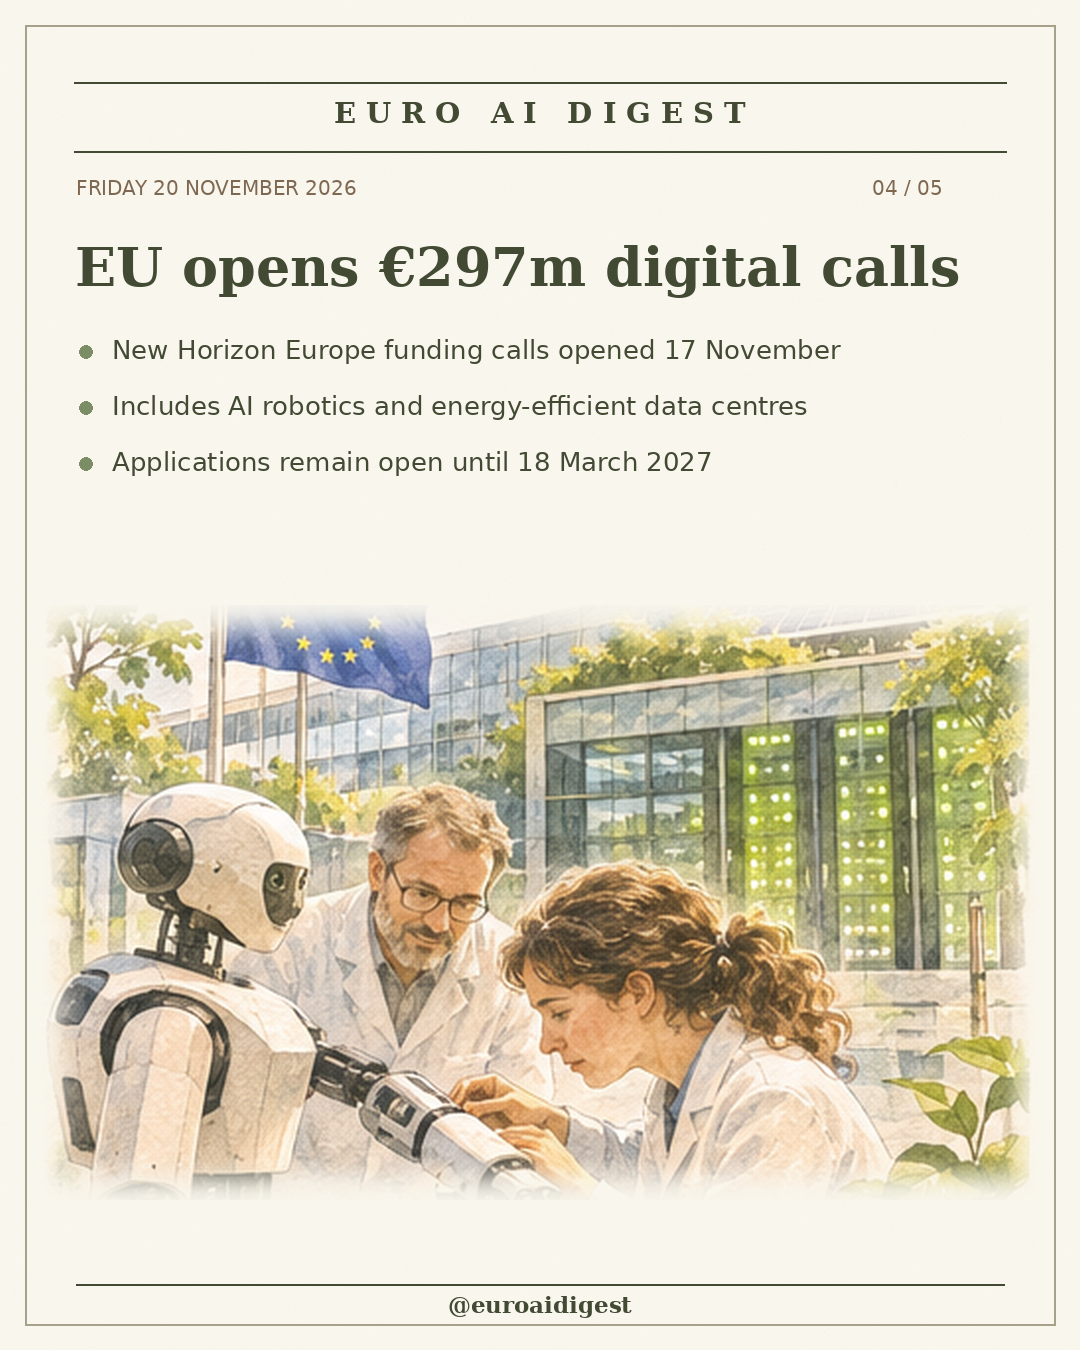 EURO AI DIGEST
FRIDAY 20 NOVEMBER 2026
04 / 05
EU opens €297m digital calls
New Horizon Europe funding calls opened 17 November
Includes AI robotics and energy-efficient data centres
Applications remain open until 18 March 2027
@euroaidigest